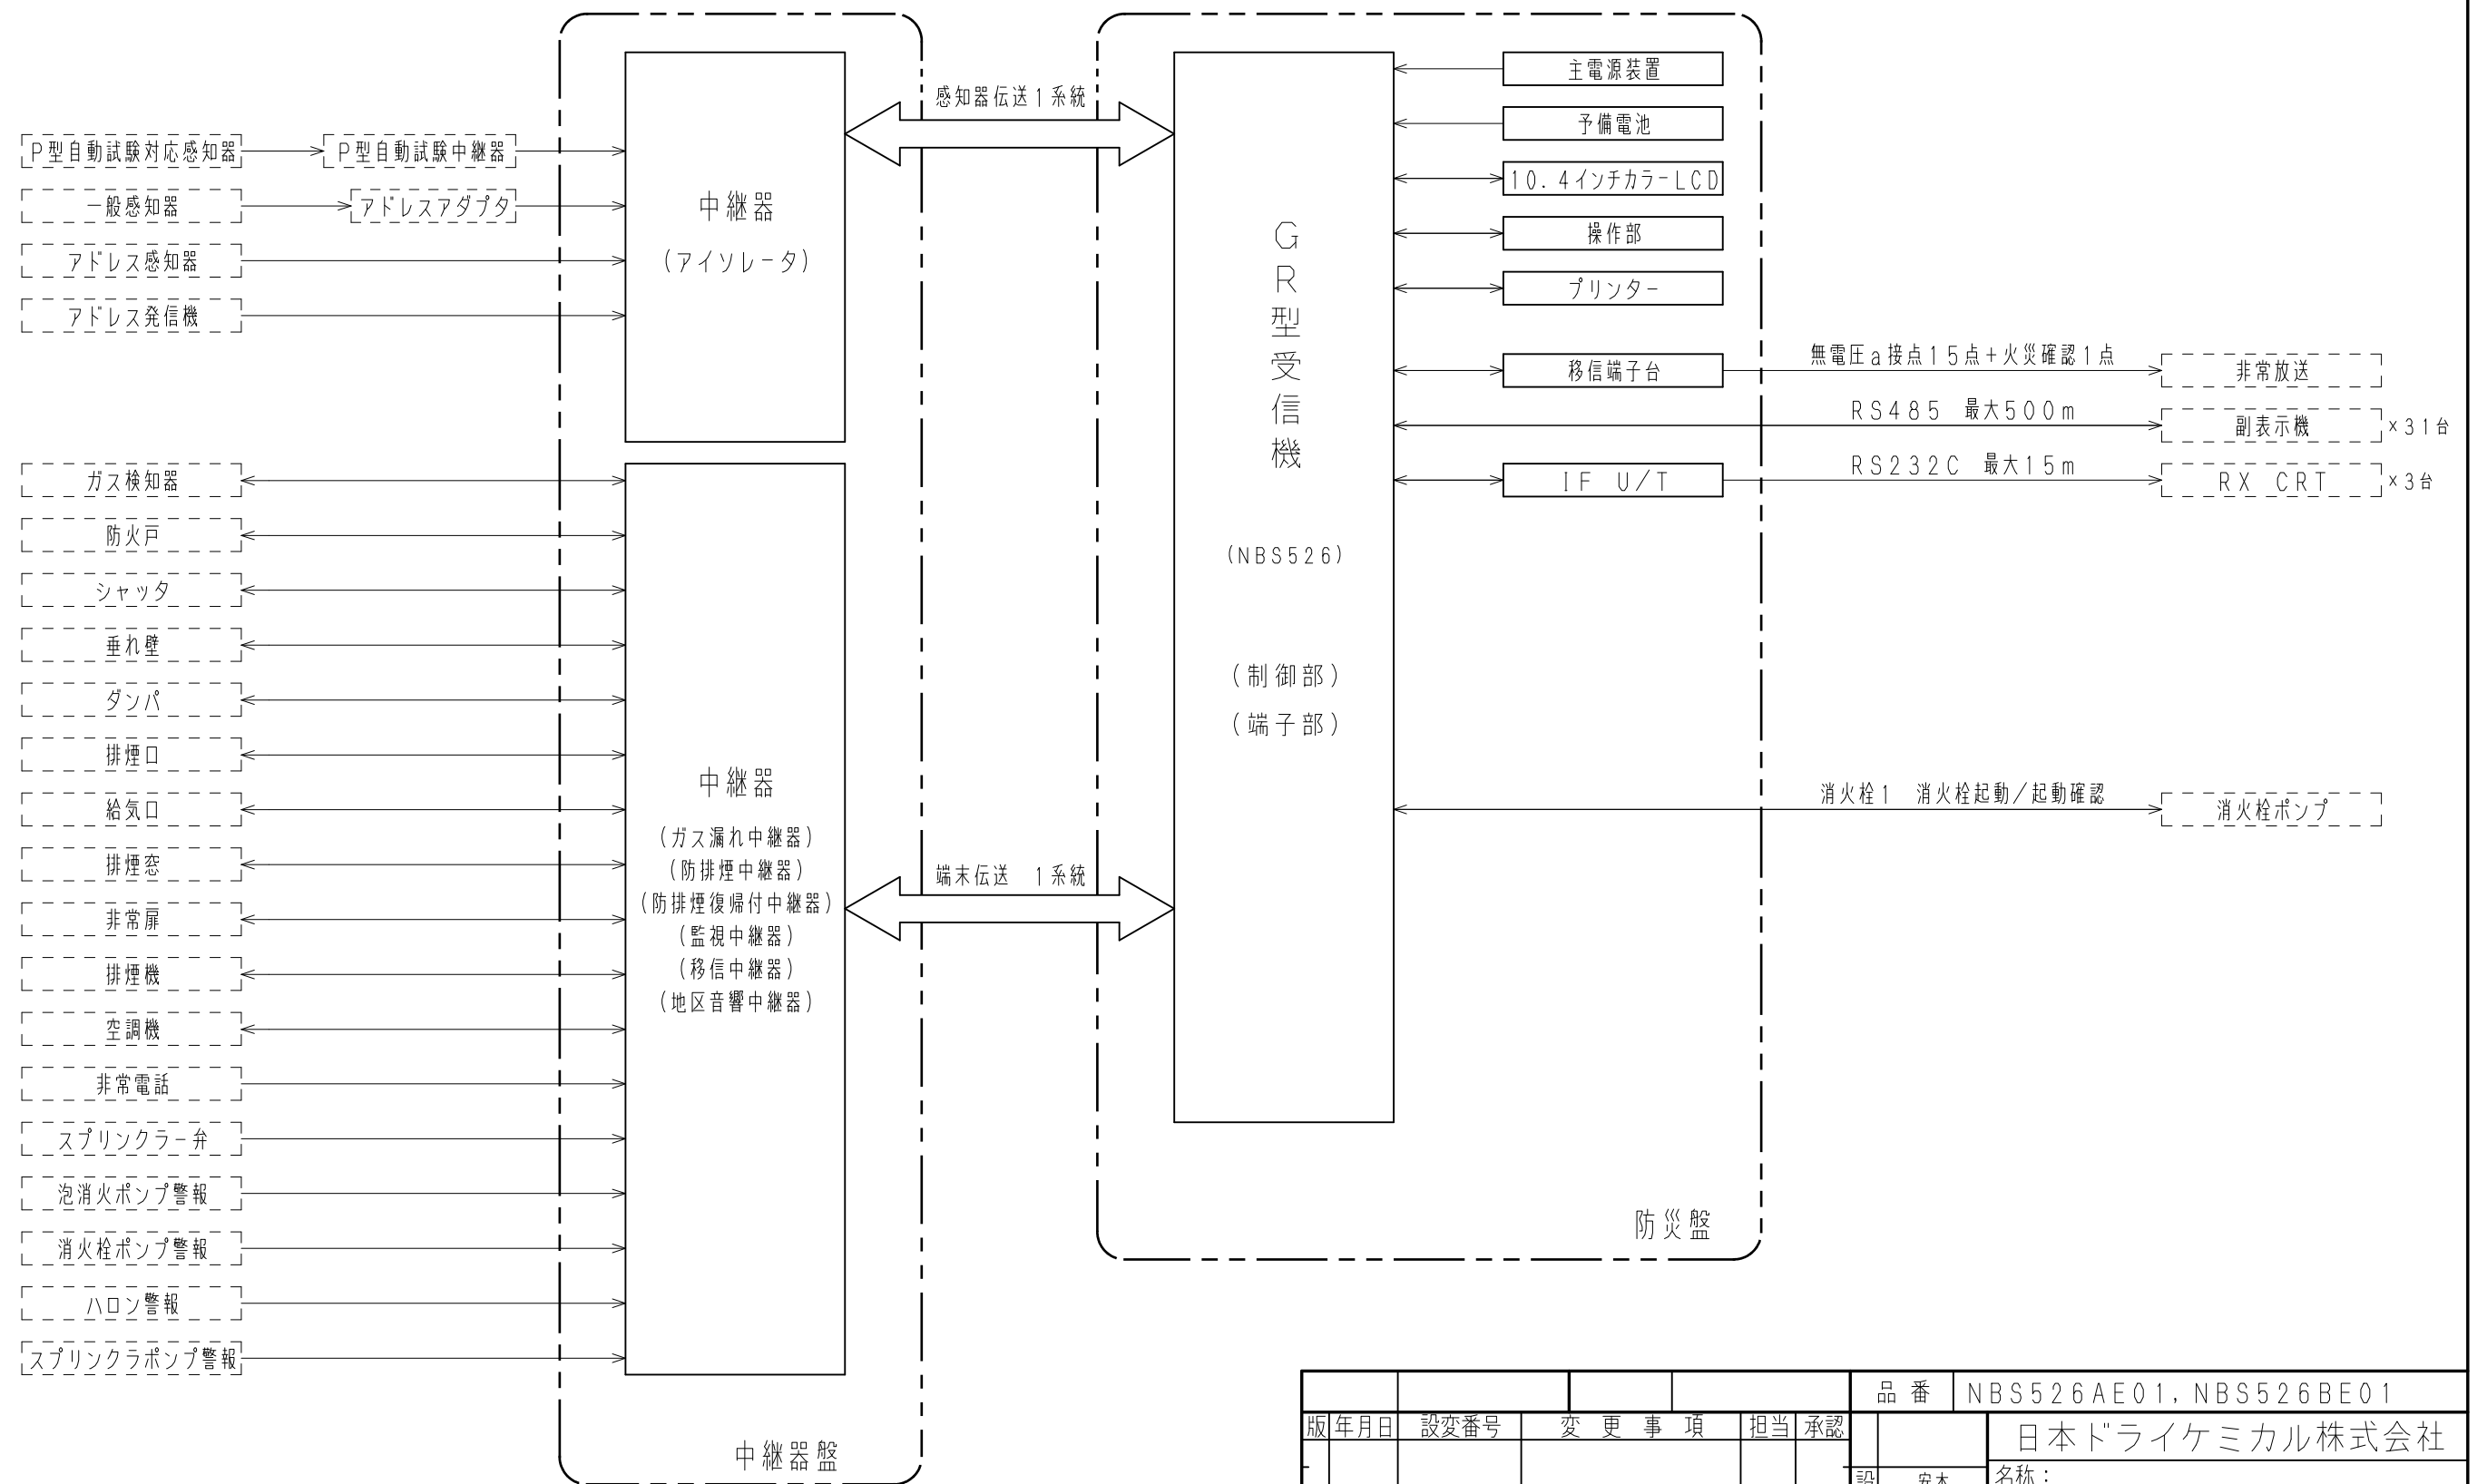 P型自動試験対応感知器
P型自動試験中継器
一般感知器
アドレスアダプタ
アドレス感知器
アドレス発信機
ガス検知器
防火戸
シャッタ
垂れ壁
ダンパ
排煙口
給気口
排煙窓
非常扉
排煙機
空調機
非常電話
スプリンクラー弁
泡消火ポンプ警報
消火栓ポンプ警報
ハロン警報
スプリンクラポンプ警報
中継器
(アイソレータ)
中継器
(ガス漏れ中継器)
(防排煙中継器)
(防排煙復帰付中継器)
(監視中継器)
(移信中継器)
(地区音響中継器)
中継器盤
感知器伝送1系統
端末伝送 1系統
GR型受信機
(NBS526)
(制御部)
(端子部)
主電源装置
予備電池
10.4インチカラーLCD
操作部
プリンター
移信端子台
無電圧a接点15点+火災確認1点
非常放送
RS485 最大500m
副表示機
×31台
IF U/T
RS232C 最大15m
RX CRT
×3台
消火栓1 消火栓起動/起動確認
消火栓ポンプ
防災盤
品番
NBS526AE01,NBS526BE01
版
年月日
設変番号
変更事項
担当
承認
日本ドライケミカル株式会社
名称: